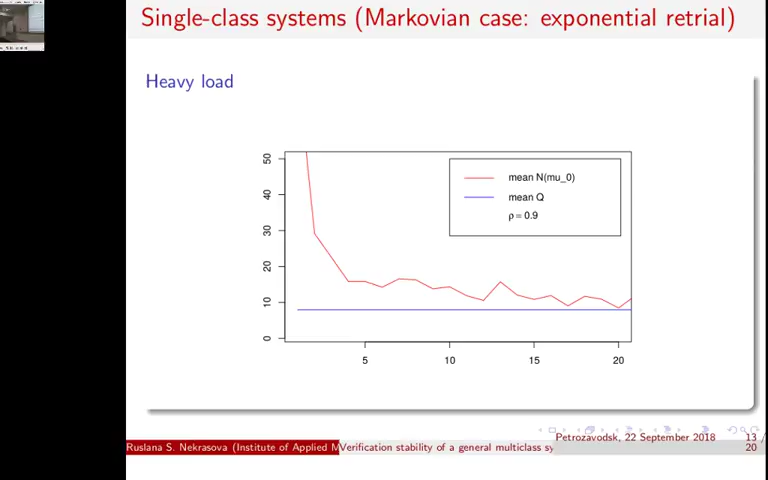 Single-class systems (Markovian case: exponential retrial)
Heavy load
50
40
30
20
10
0
mean N(mu_0)
mean Q
ρ = 0.9
5
10
15
20
Petrozavodsk, 22 September 2018
13 /
Ruslana S. Nekrasova (Institute of Applied M
Verification stability of a general multiclass sy
20